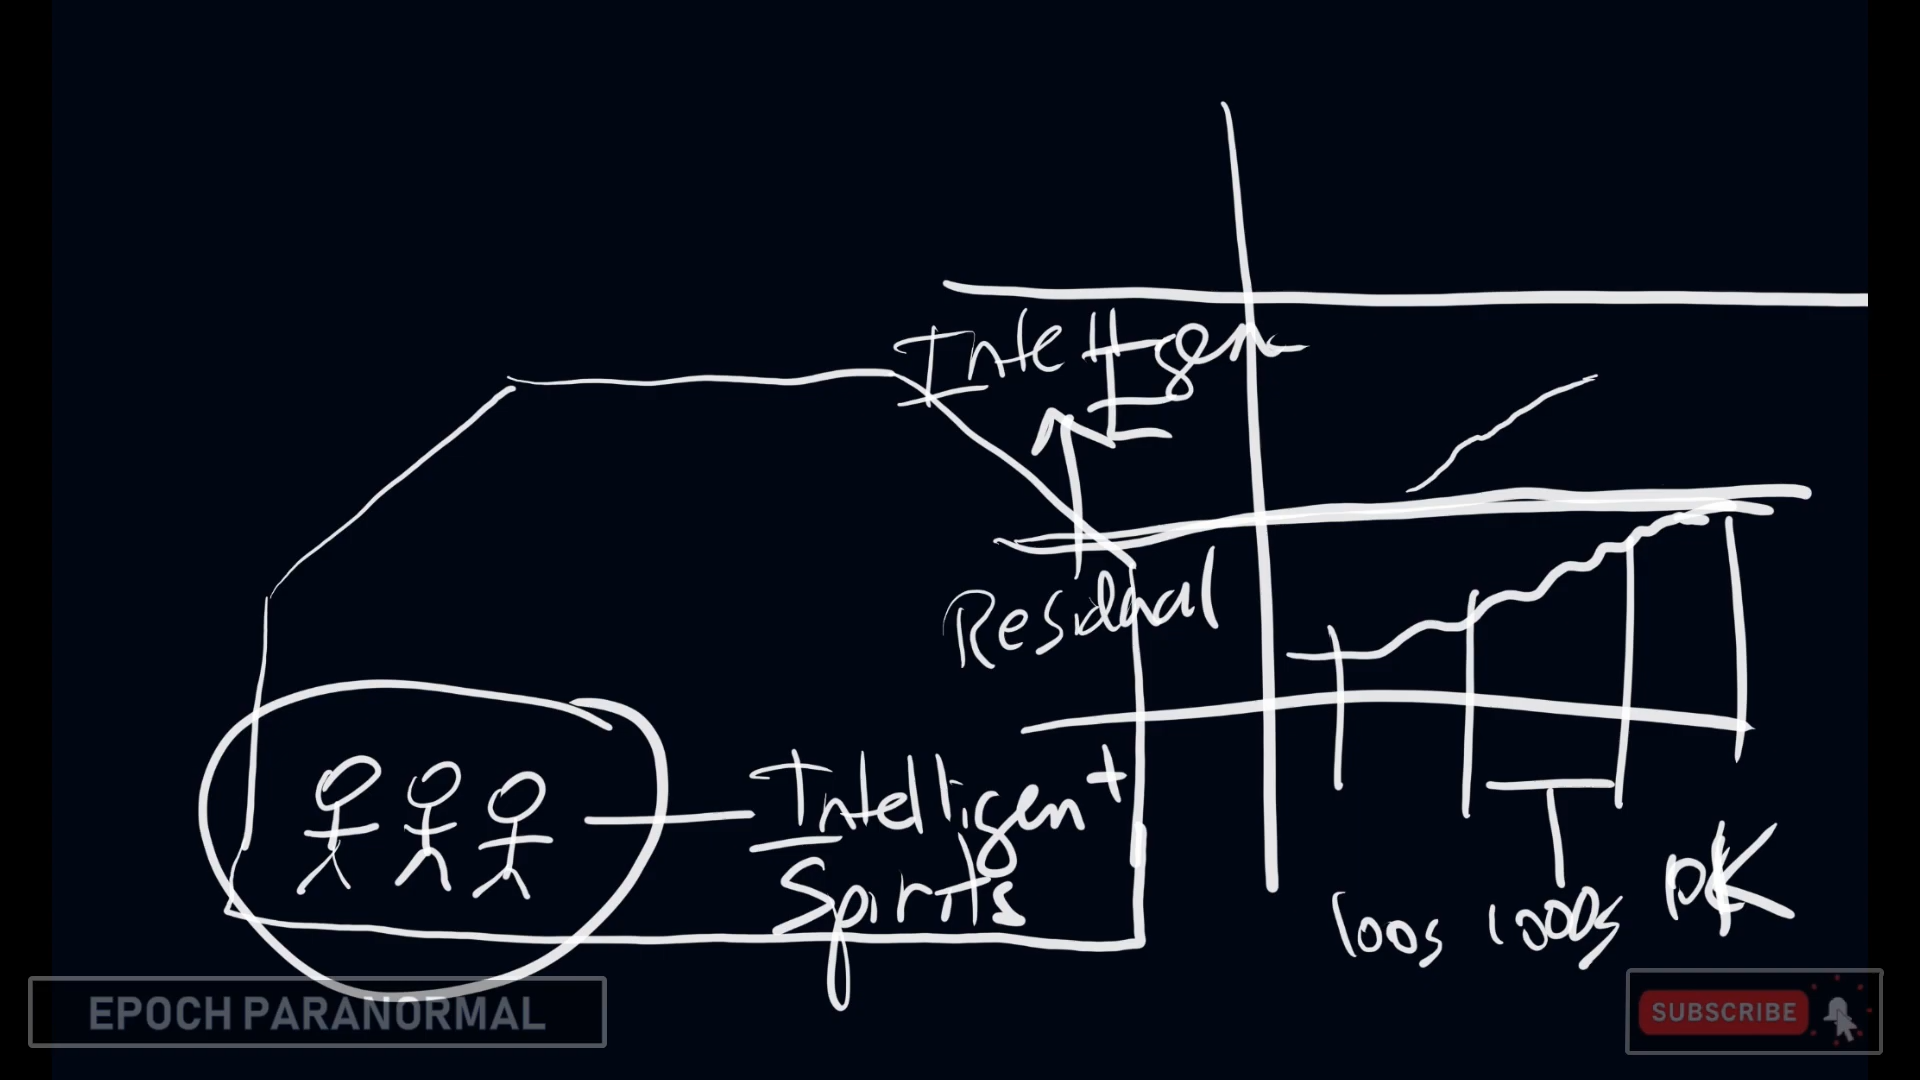 Residual
Intelligent
Spirits
100s 1000s
EPOCH PARANORMAL
SUBSCRIBE